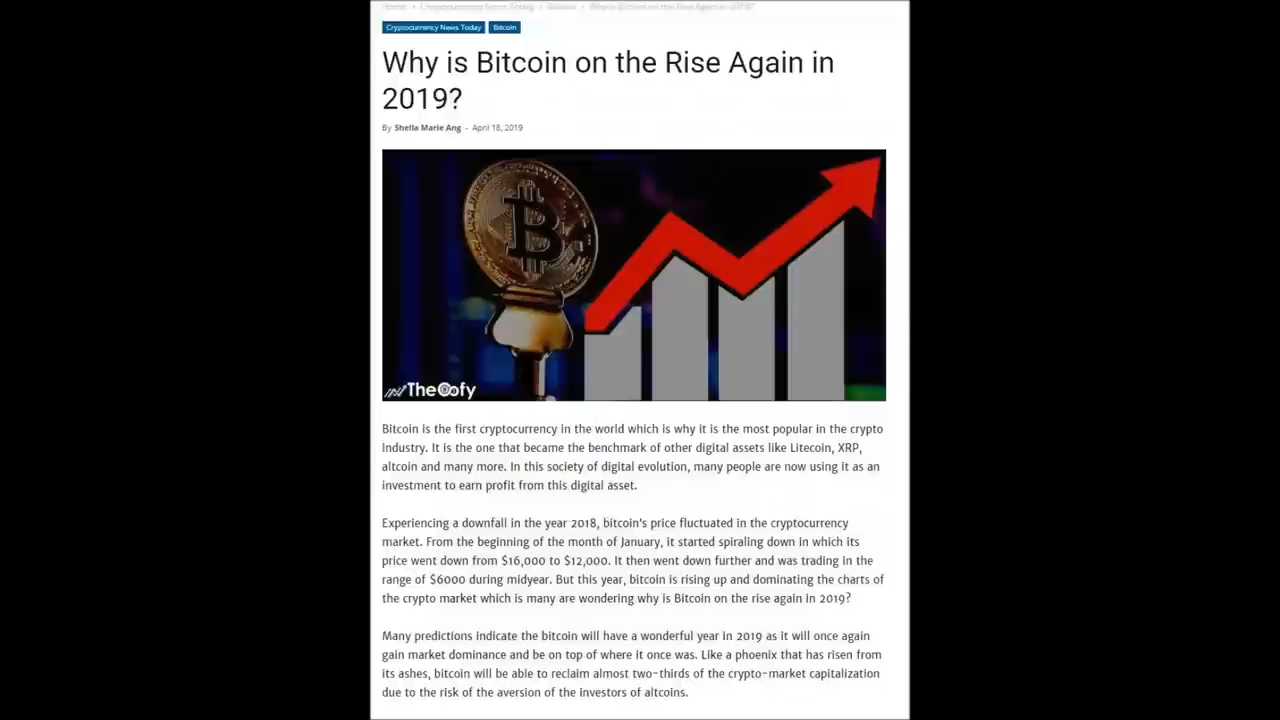 Cryptocurrency News Today Bitcoin
Why is Bitcoin on the Rise Again in
2019?
By Shella Marie Ang - April 18, 2019
TheCoofy
Bitcoin is the first cryptocurrency in the world which is why it is the most popular in the crypto
industry. It is the one that became the benchmark of other digital assets like Litecoin, XRP,
altcoin and many more. In this society of digital evolution, many people are now using it as an
investment to earn profit from this digital asset.
Experiencing a downfall in the year 2018, bitcoin's price fluctuated in the cryptocurrency
market. From the beginning of the month of January, it started spiraling down in which its
price went down from $16,000 to $12,000. It then went down further and was trading in the
range of $6000 during midyear. But this year, bitcoin is rising up and dominating the charts of
the crypto market which is many are wondering why is Bitcoin on the rise again in 2019?
Many predictions indicate the bitcoin will have a wonderful year in 2019 as it will once again
gain market dominance and be on top of where it once was. Like a phoenix that has risen from
its ashes, bitcoin will be able to reclaim almost two-thirds of the crypto-market capitalization
due to the risk of the aversion of the investors of altcoins.